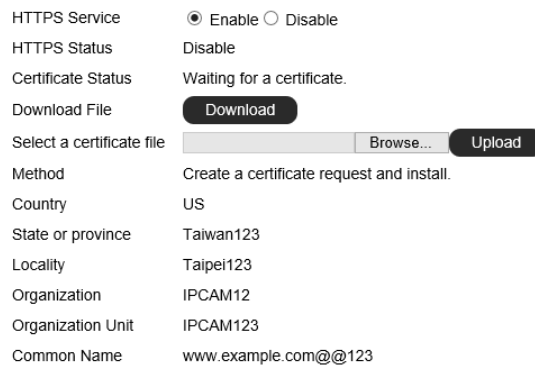 HTTPS Service Enable Disable
HTTPS Status Disable
Certificate Status Waiting for a certificate.
Download File Download
Select a certificate file Browse... Upload
Method Create a certificate request and install.
Country US
State or province Taiwan123
Locality Taipei123
Organization IPCAM12
Organization Unit IPCAM123
Common Name www.example.com@@123